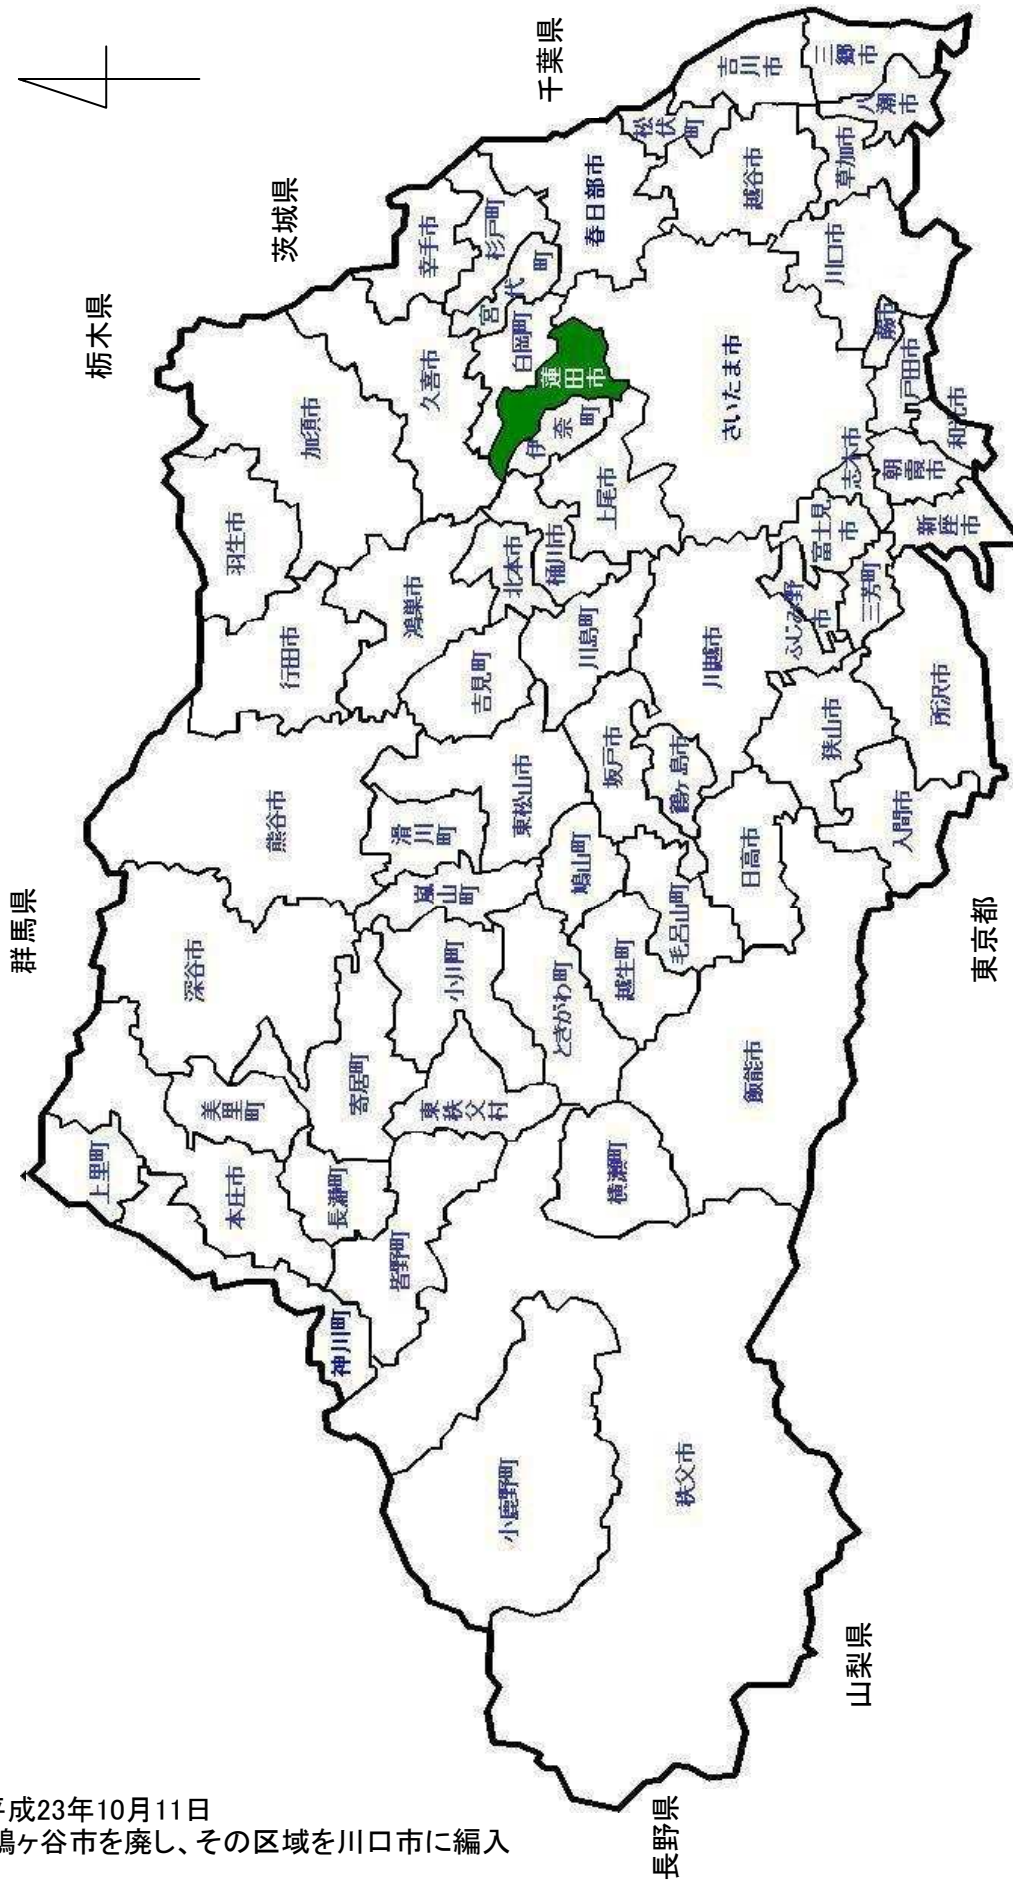 群馬県
栃木県
茨城県
千葉県
東京都
山梨県
長野県
上里町
本庄市
美里町
神川町
長瀞町
皆野町
深谷市
寄居町
熊谷市
行田市
羽生市
加須市
久喜市
幸手市
杉戸町
宮代町
白岡町
蓮田市
伊奈町
上尾市
桶川市
北本市
鴻巣市
吉見町
川島町
東松山市
滑川町
嵐山町
小川町
東秩父村
ときがわ町
鳩山町
越生町
毛呂山町
坂戸市
鶴ヶ島市
日高市
川越市
さいたま市
春日部市
松伏町
吉川市
越谷市
三郷市
八潮市
草加市
川口市
蕨市
戸田市
和光市
朝霞市
志木市
新座市
富士見市
ふじみ野市
三芳町
所沢市
狭山市
入間市
飯能市
横瀬町
秩父市
小鹿野町
成23年10月11日
ヶ谷市を廃し、その区域を川口市に編入